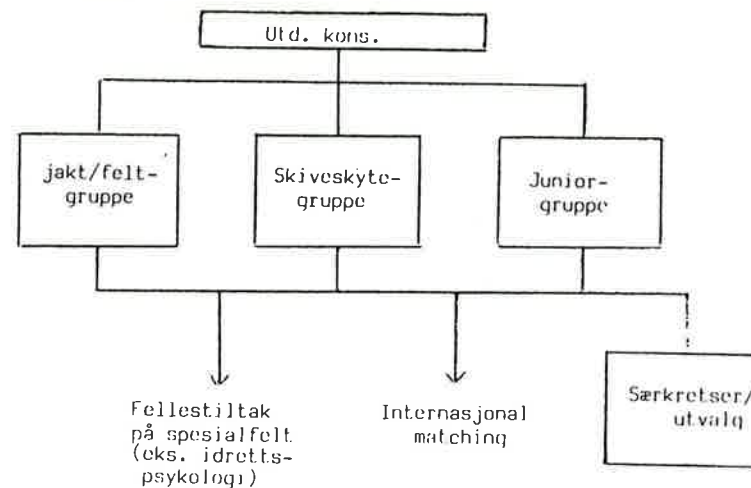 Utd. kons.
jakt/felt-
gruppe
Skiveskyte-
gruppe
Junior-
gruppe
Fellestiltak
på spesialfelt
(eks. idretts-
psykologi)
Internasjonal
matching
Særkretser/
utvalg